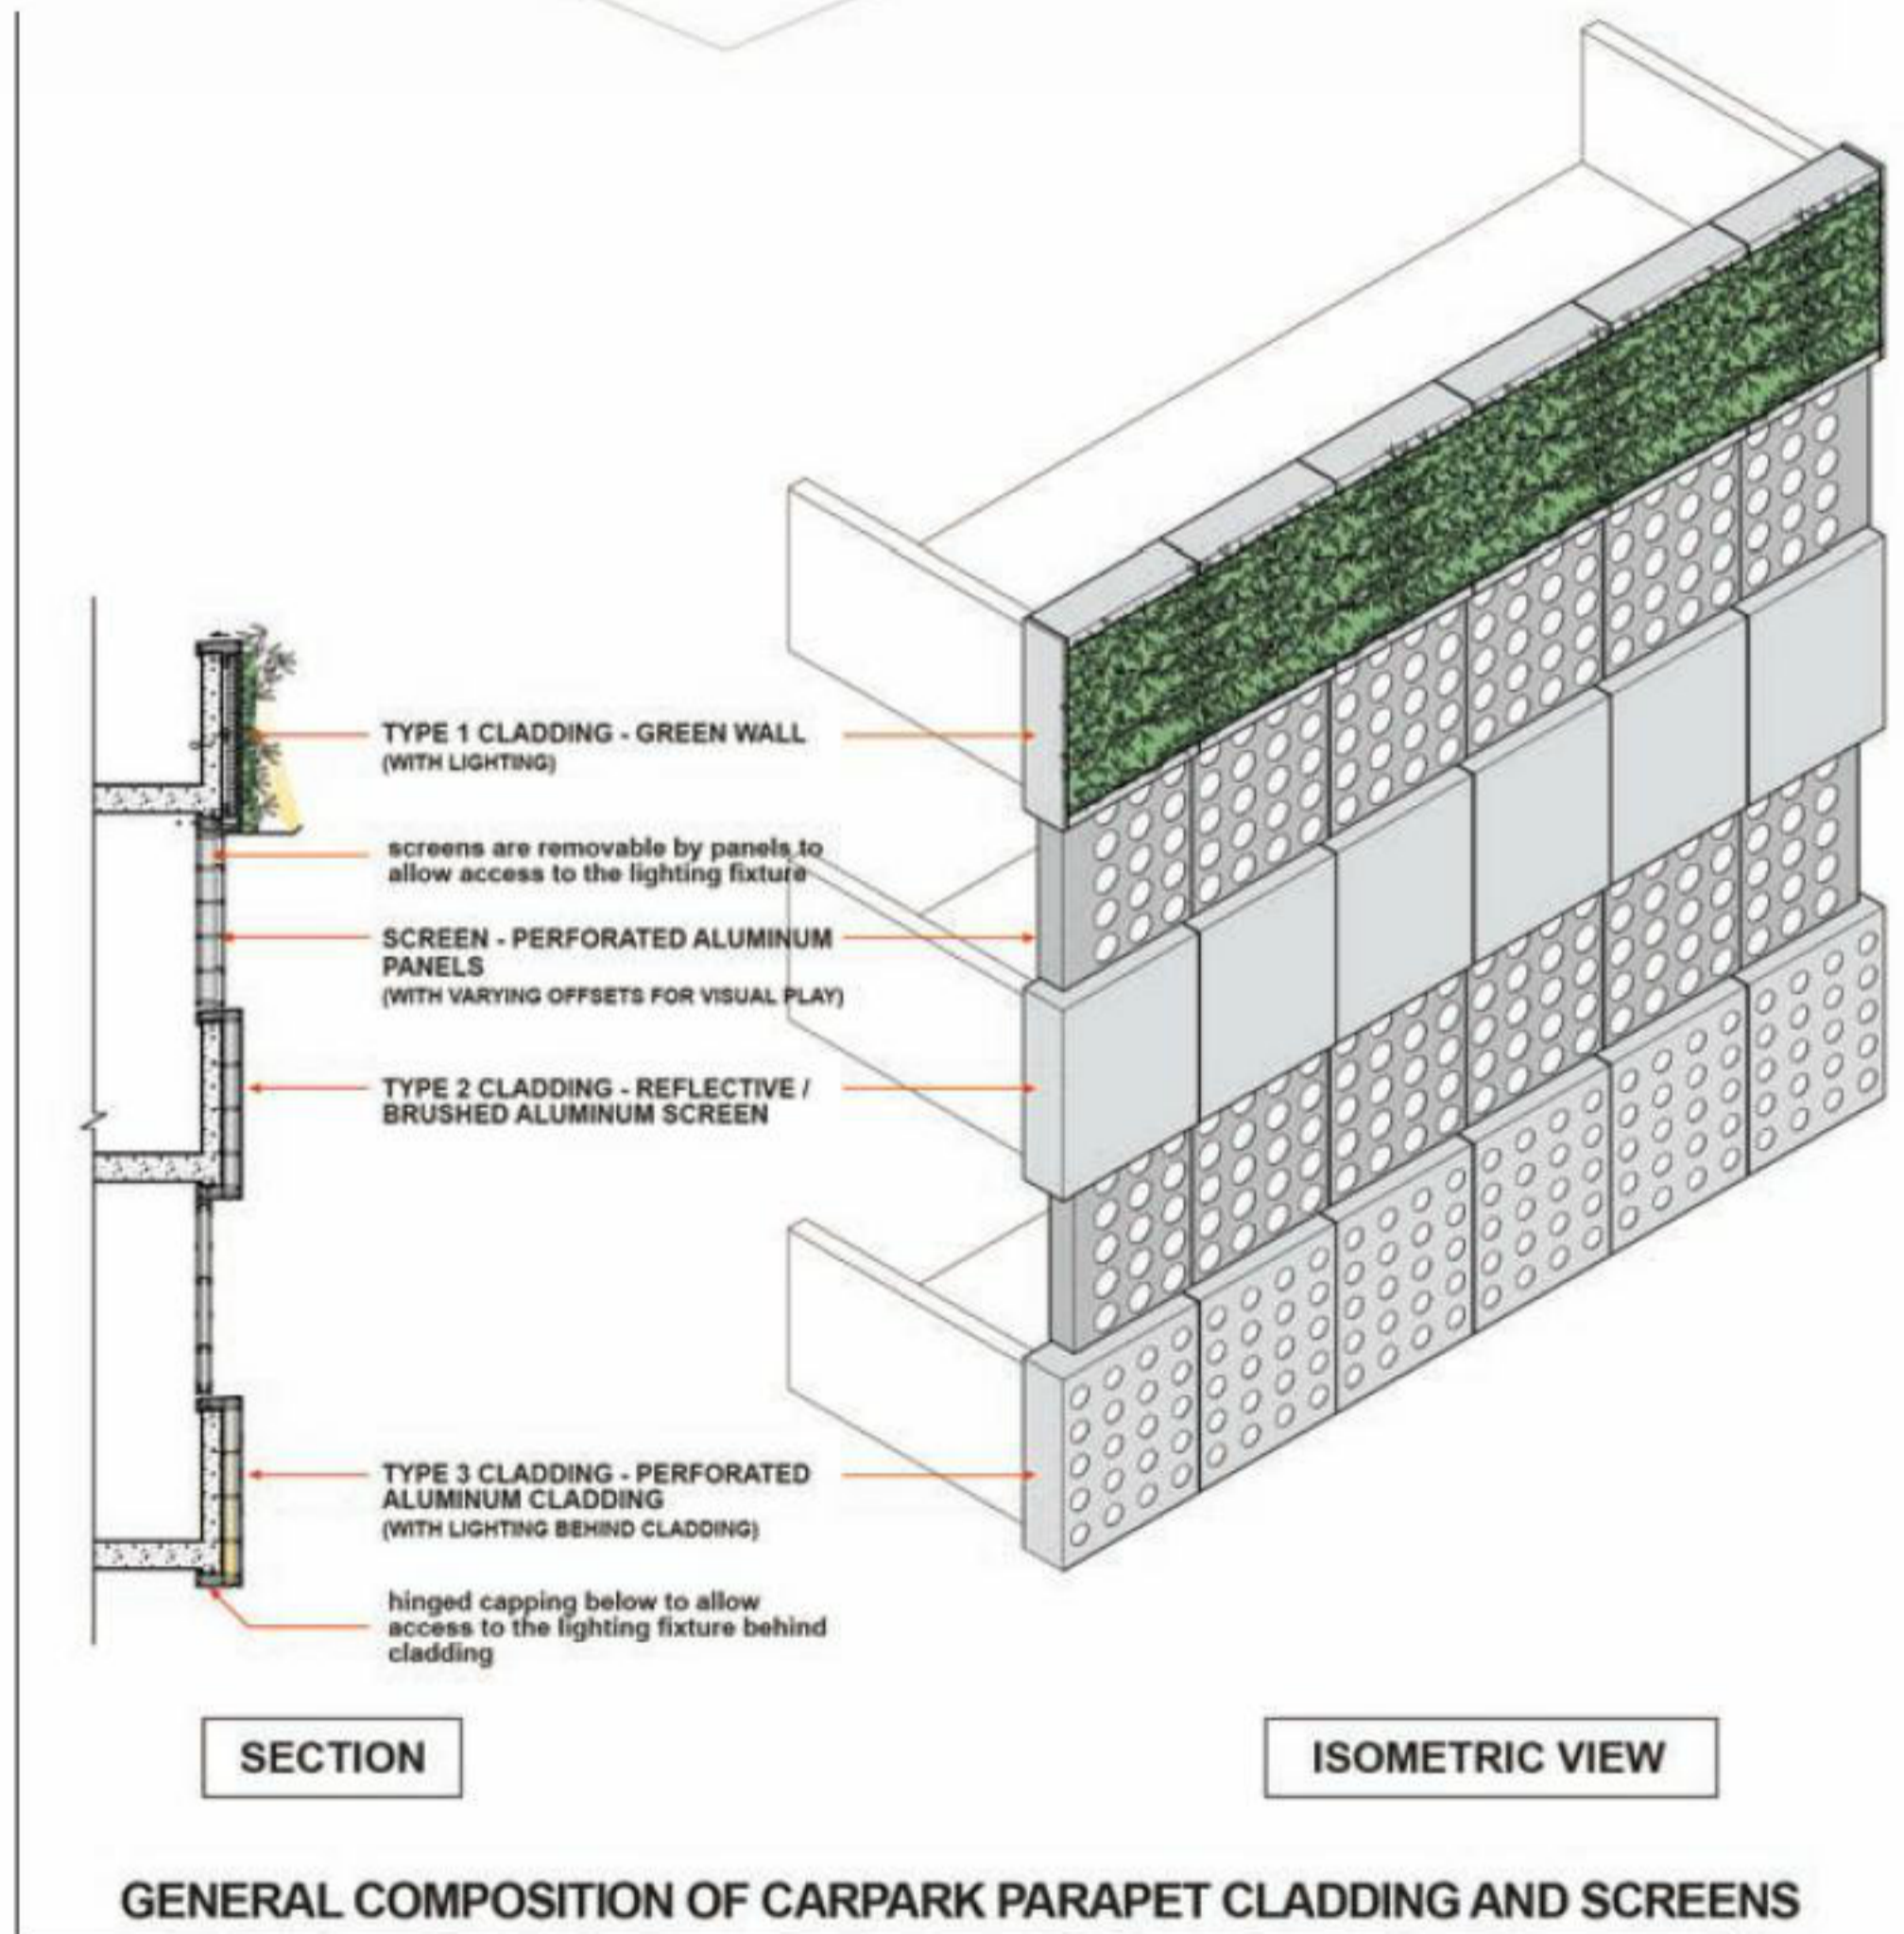 TYPE 1 CLADDING - GREEN WALL
(WITH LIGHTING)
screens are removable by panels to
allow access to the lighting fixture
SCREEN - PERFORATED ALUMINUM
PANELS
(WITH VARYING OFFSETS FOR VISUAL PLAY)
TYPE 2 CLADDING - REFLECTIVE /
BRUSHED ALUMINUM SCREEN
TYPE 3 CLADDING - PERFORATED
ALUMINUM CLADDING
(WITH LIGHTING BEHIND CLADDING)
hinged capping below to allow
access to the lighting fixture behind
cladding
SECTION
ISOMETRIC VIEW
GENERAL COMPOSITION OF CARPARK PARAPET CLADDING AND SCREENS